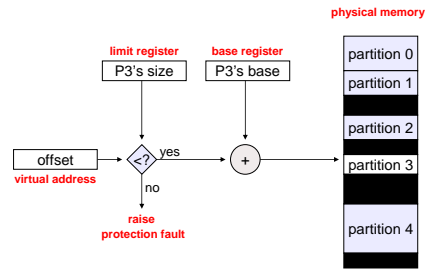 physical memory
limit register
base register
P3's size
P3's base
partition 0
partition 1
partition 2
offset
<?
yes
+
partition 3
virtual address
no
raise
protection fault
partition 4